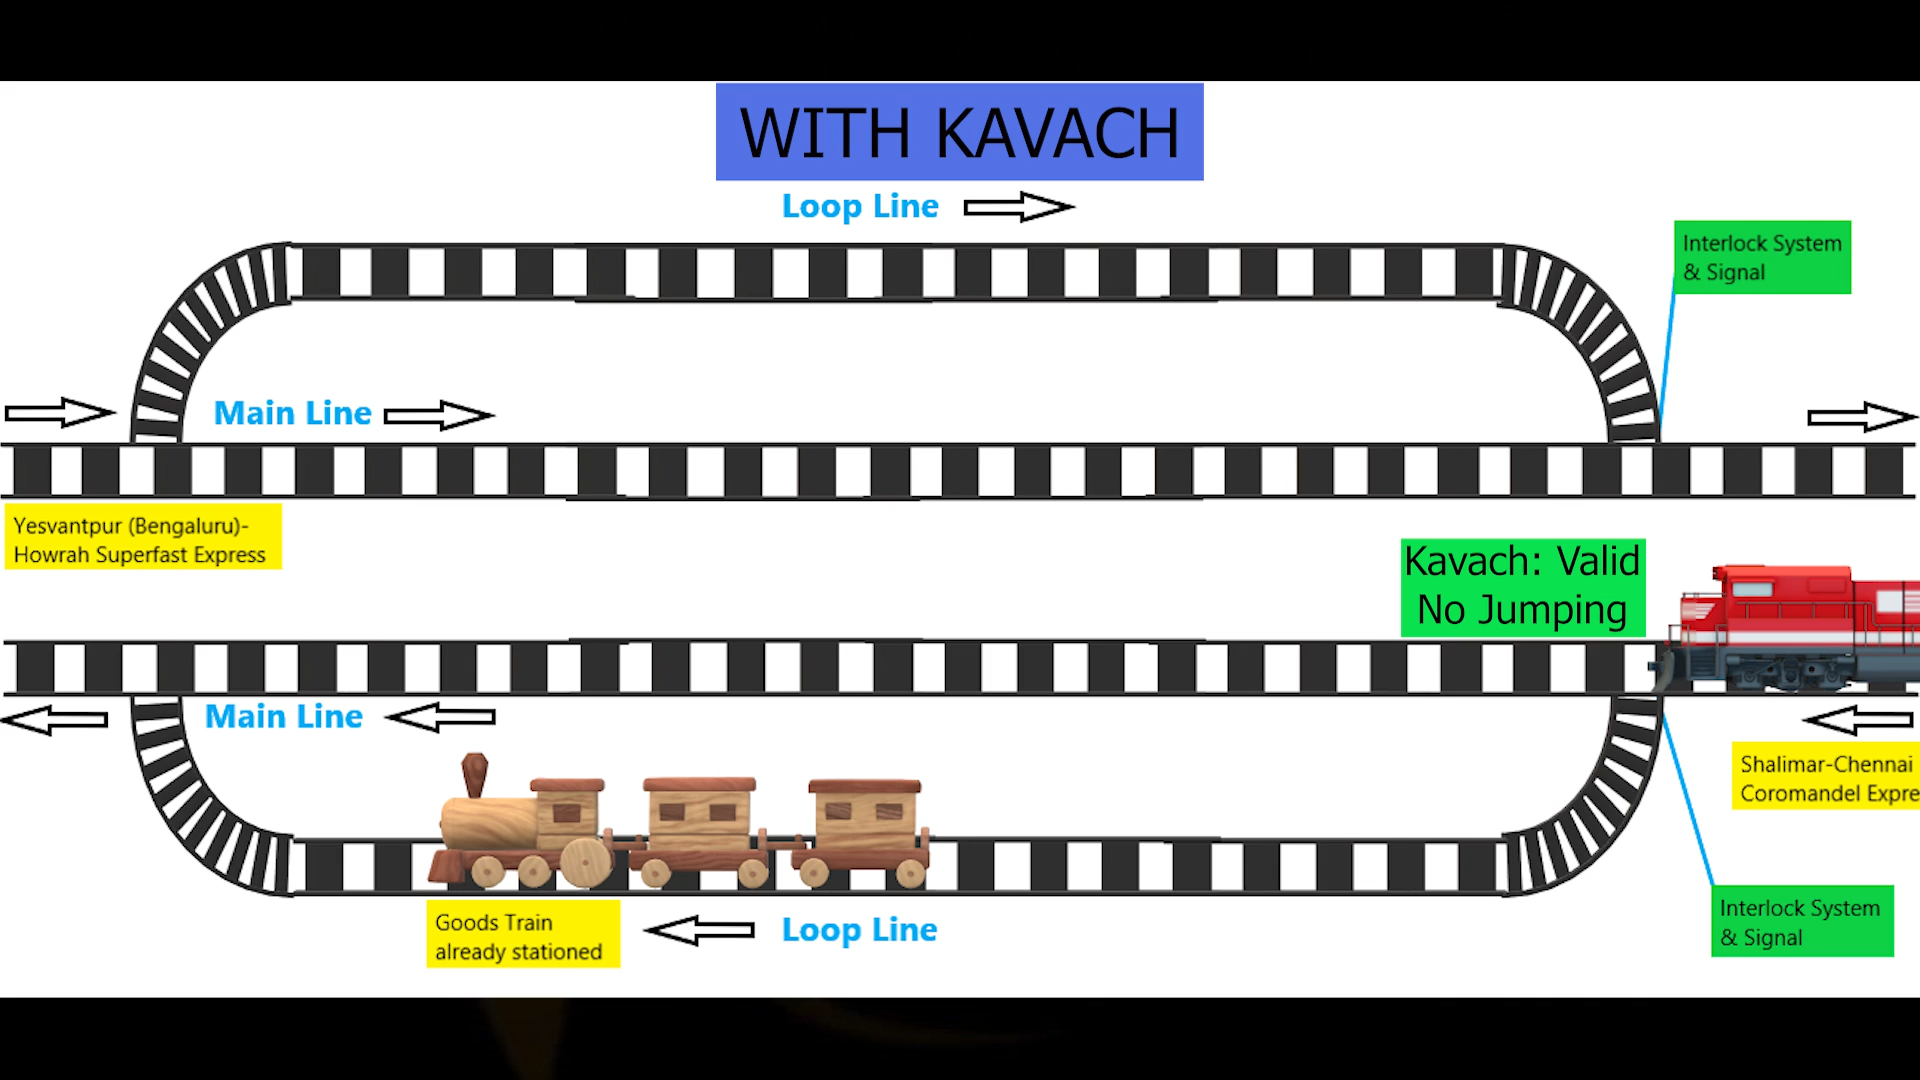 WITH KAVACH
Loop Line
Interlock System
& Signal
Main Line
Yesvantpur (Bengaluru)-
Howrah Superfast Express
Kavach: Valid
No Jumping
Main Line
Shalimar-Chennai
Coromandel Expre
Goods Train
already stationed
Loop Line
Interlock System
& Signal